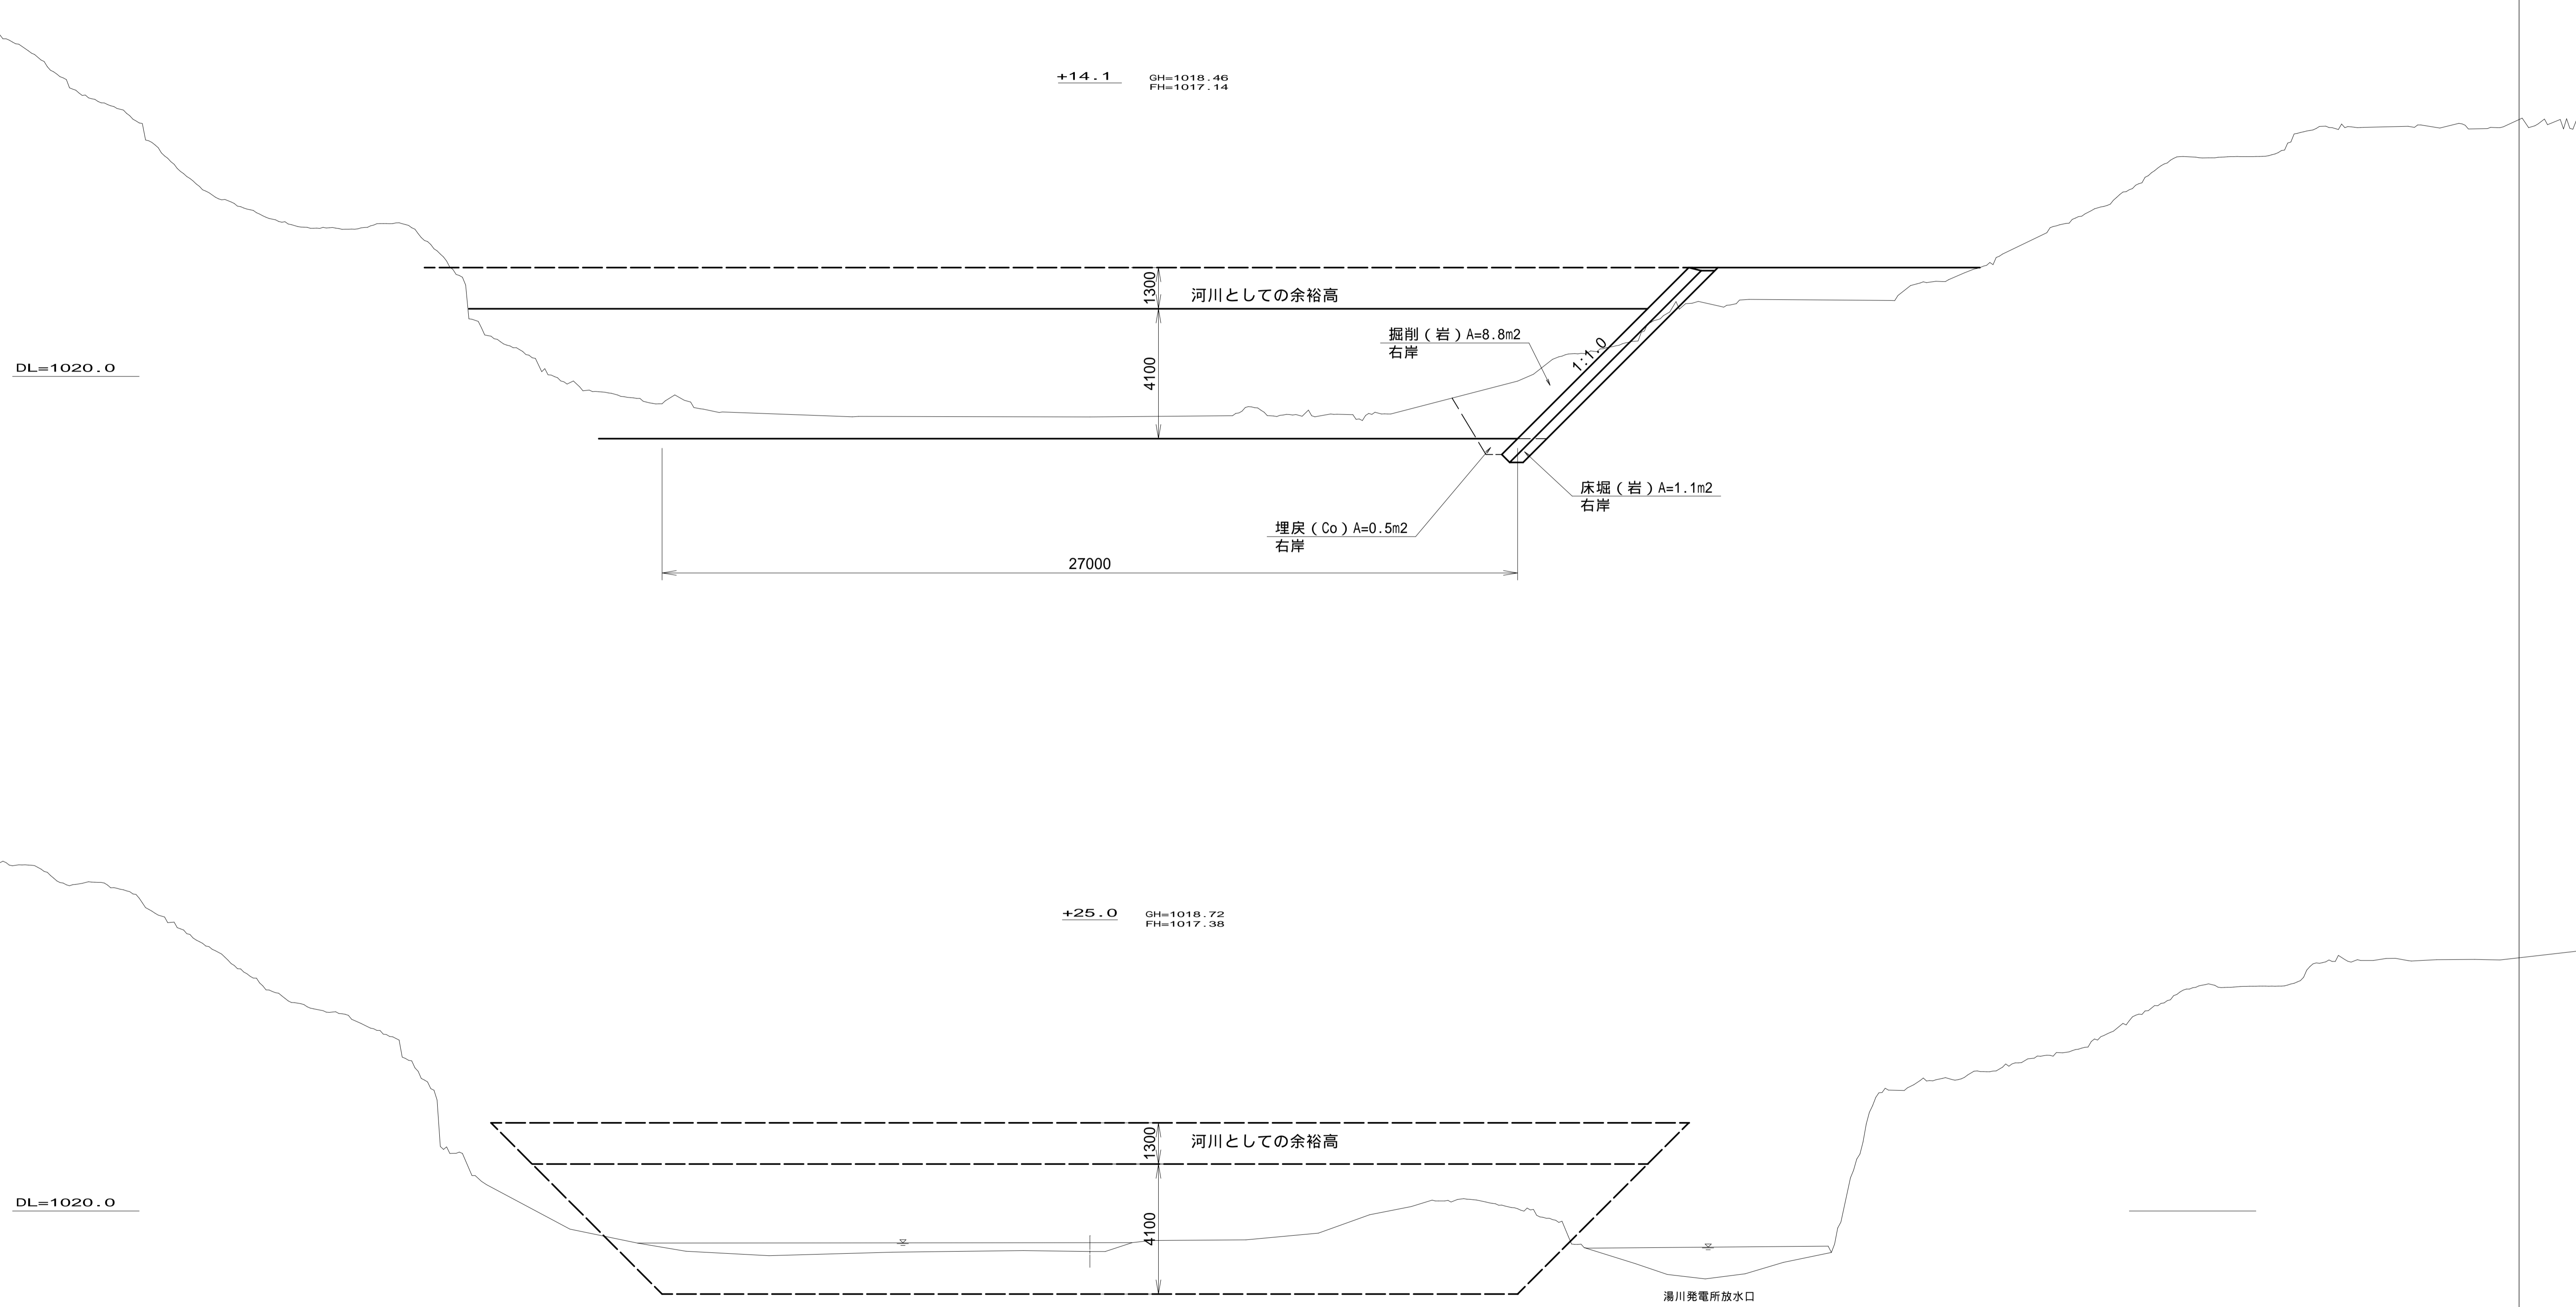 +14.1
GH=1018.46
FH=1017.14
1300
河川としての余裕高
掘削（岩）A=8.8m2
右岸
1:1.0
DL=1020.0
4100
床堀（岩）A=1.1m2
右岸
埋戻（Co）A=0.5m2
右岸
27000
+25.0
GH=1018.72
FH=1017.38
1300
河川としての余裕高
DL=1020.0
4100
湯川発電所放水口